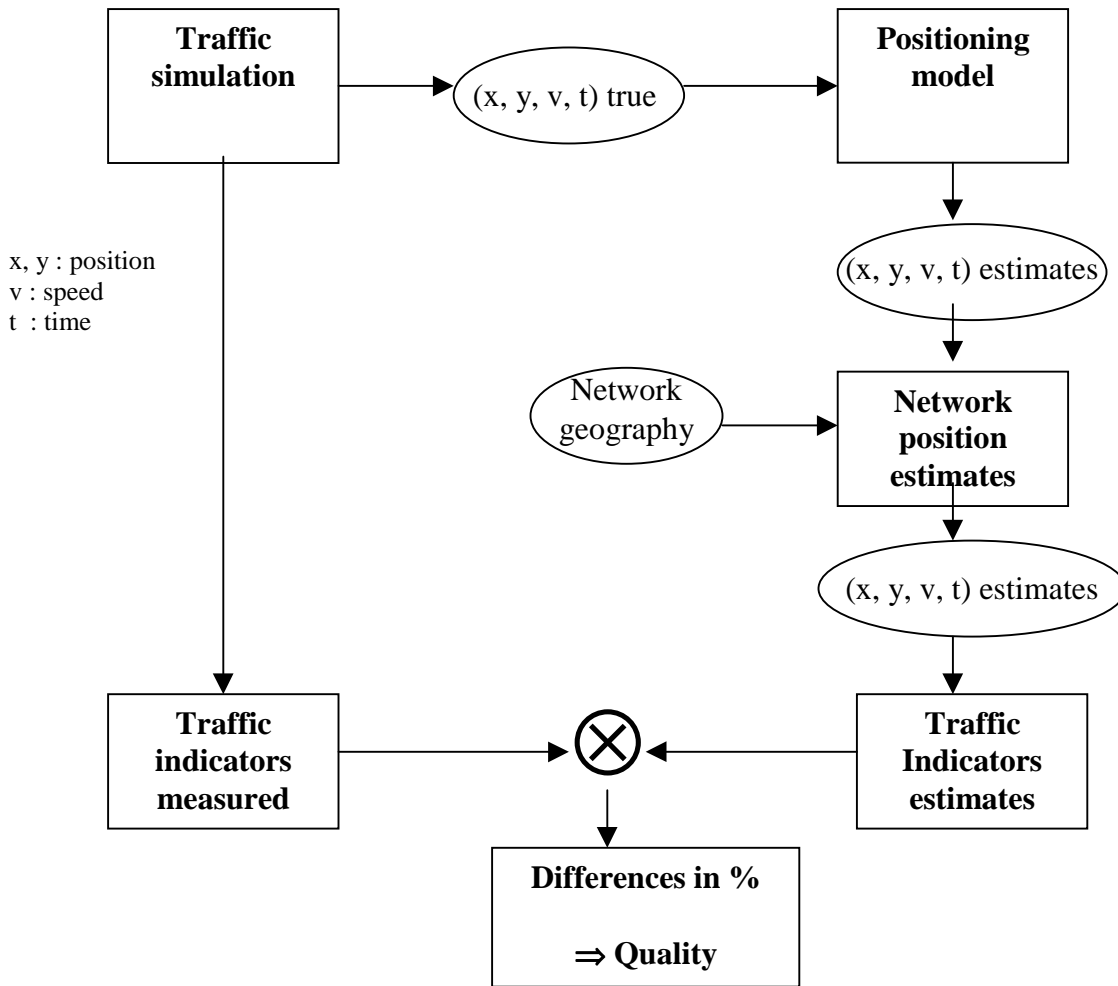 Traffic
simulation
(x, y, v, t) true
Positioning
model
x, y : position
v : speed
t : time
(x, y, v, t) estimates
Network
geography
Network
position
estimates
(x, y, v, t) estimates
Traffic
indicators
measured
Traffic
Indicators
estimates
Differences in %
⇒ Quality